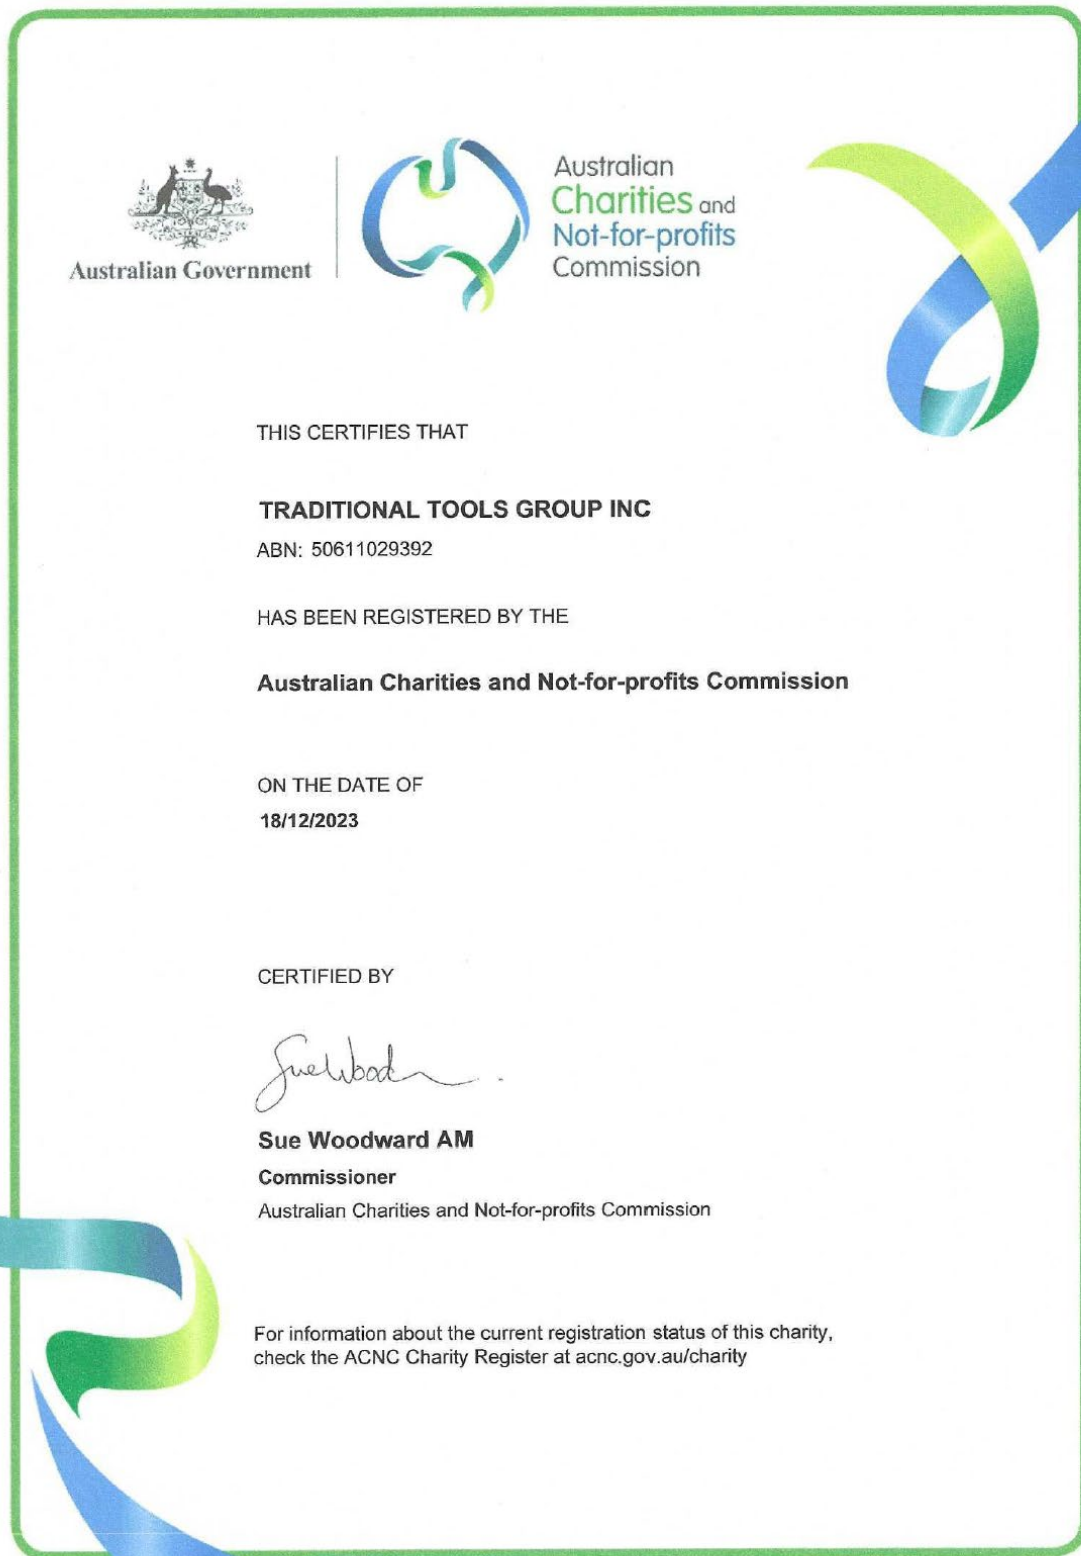 Australian Government
Australian
Charities and
Not-for-profits
Commission
THIS CERTIFIES THAT
TRADITIONAL TOOLS GROUP INC
ABN: 50611029392
HAS BEEN REGISTERED BY THE
Australian Charities and Not-for-profits Commission
ON THE DATE OF
18/12/2023
CERTIFIED BY
Sue Woodward AM
Commissioner
Australian Charities and Not-for-profits Commission
For information about the current registration status of this charity,
check the ACNC Charity Register at acnc.gov.au/charity